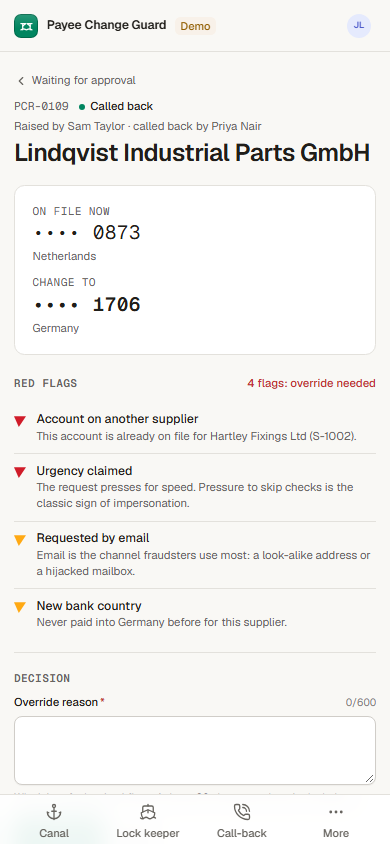 Payee Change Guard Demo JL
Waiting for approval
PCR-0109 Called back
Raised by Sam Taylor · called back by Priya Nair
Lindqvist Industrial Parts GmbH
ON FILE NOW
•••• 0873
Netherlands
CHANGE TO
•••• 1706
Germany
RED FLAGS 4 flags: override needed
Account on another supplier
This account is already on file for Hartley Fixings Ltd (S-1002).
Urgency claimed
The request presses for speed. Pressure to skip checks is the
classic sign of impersonation.
Requested by email
Email is the channel fraudsters use most: a look-alike address or
a hijacked mailbox.
New bank country
Never paid into Germany before for this supplier.
DECISION
Override reason * 0/600
Canal Lock keeper Call-back More